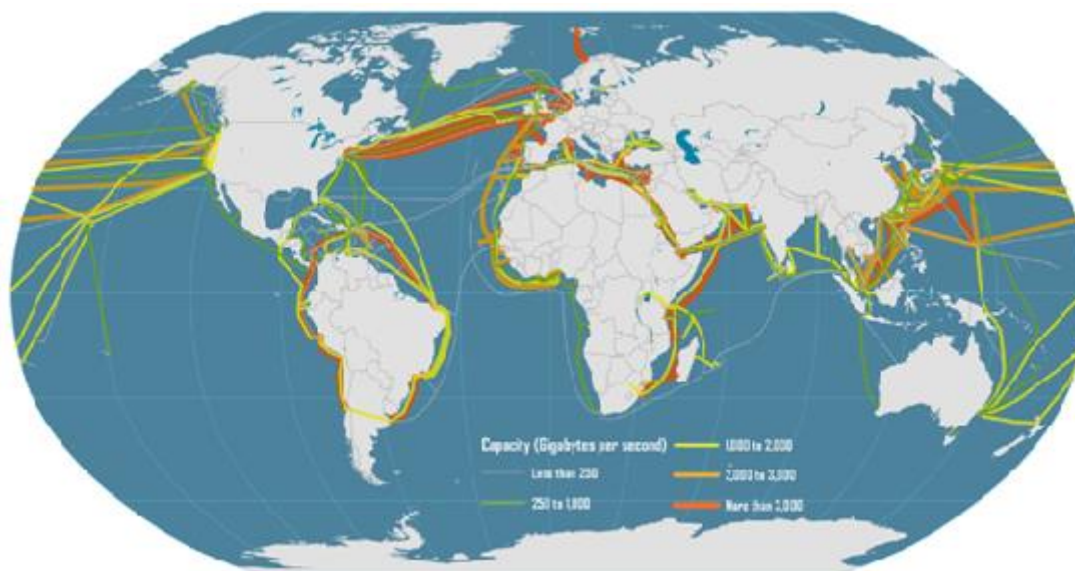 Capacity (Gigabytes per second)
Less than 250
250 to 1,000
1,000 to 2,000
2,000 to 3,000
More than 3,000